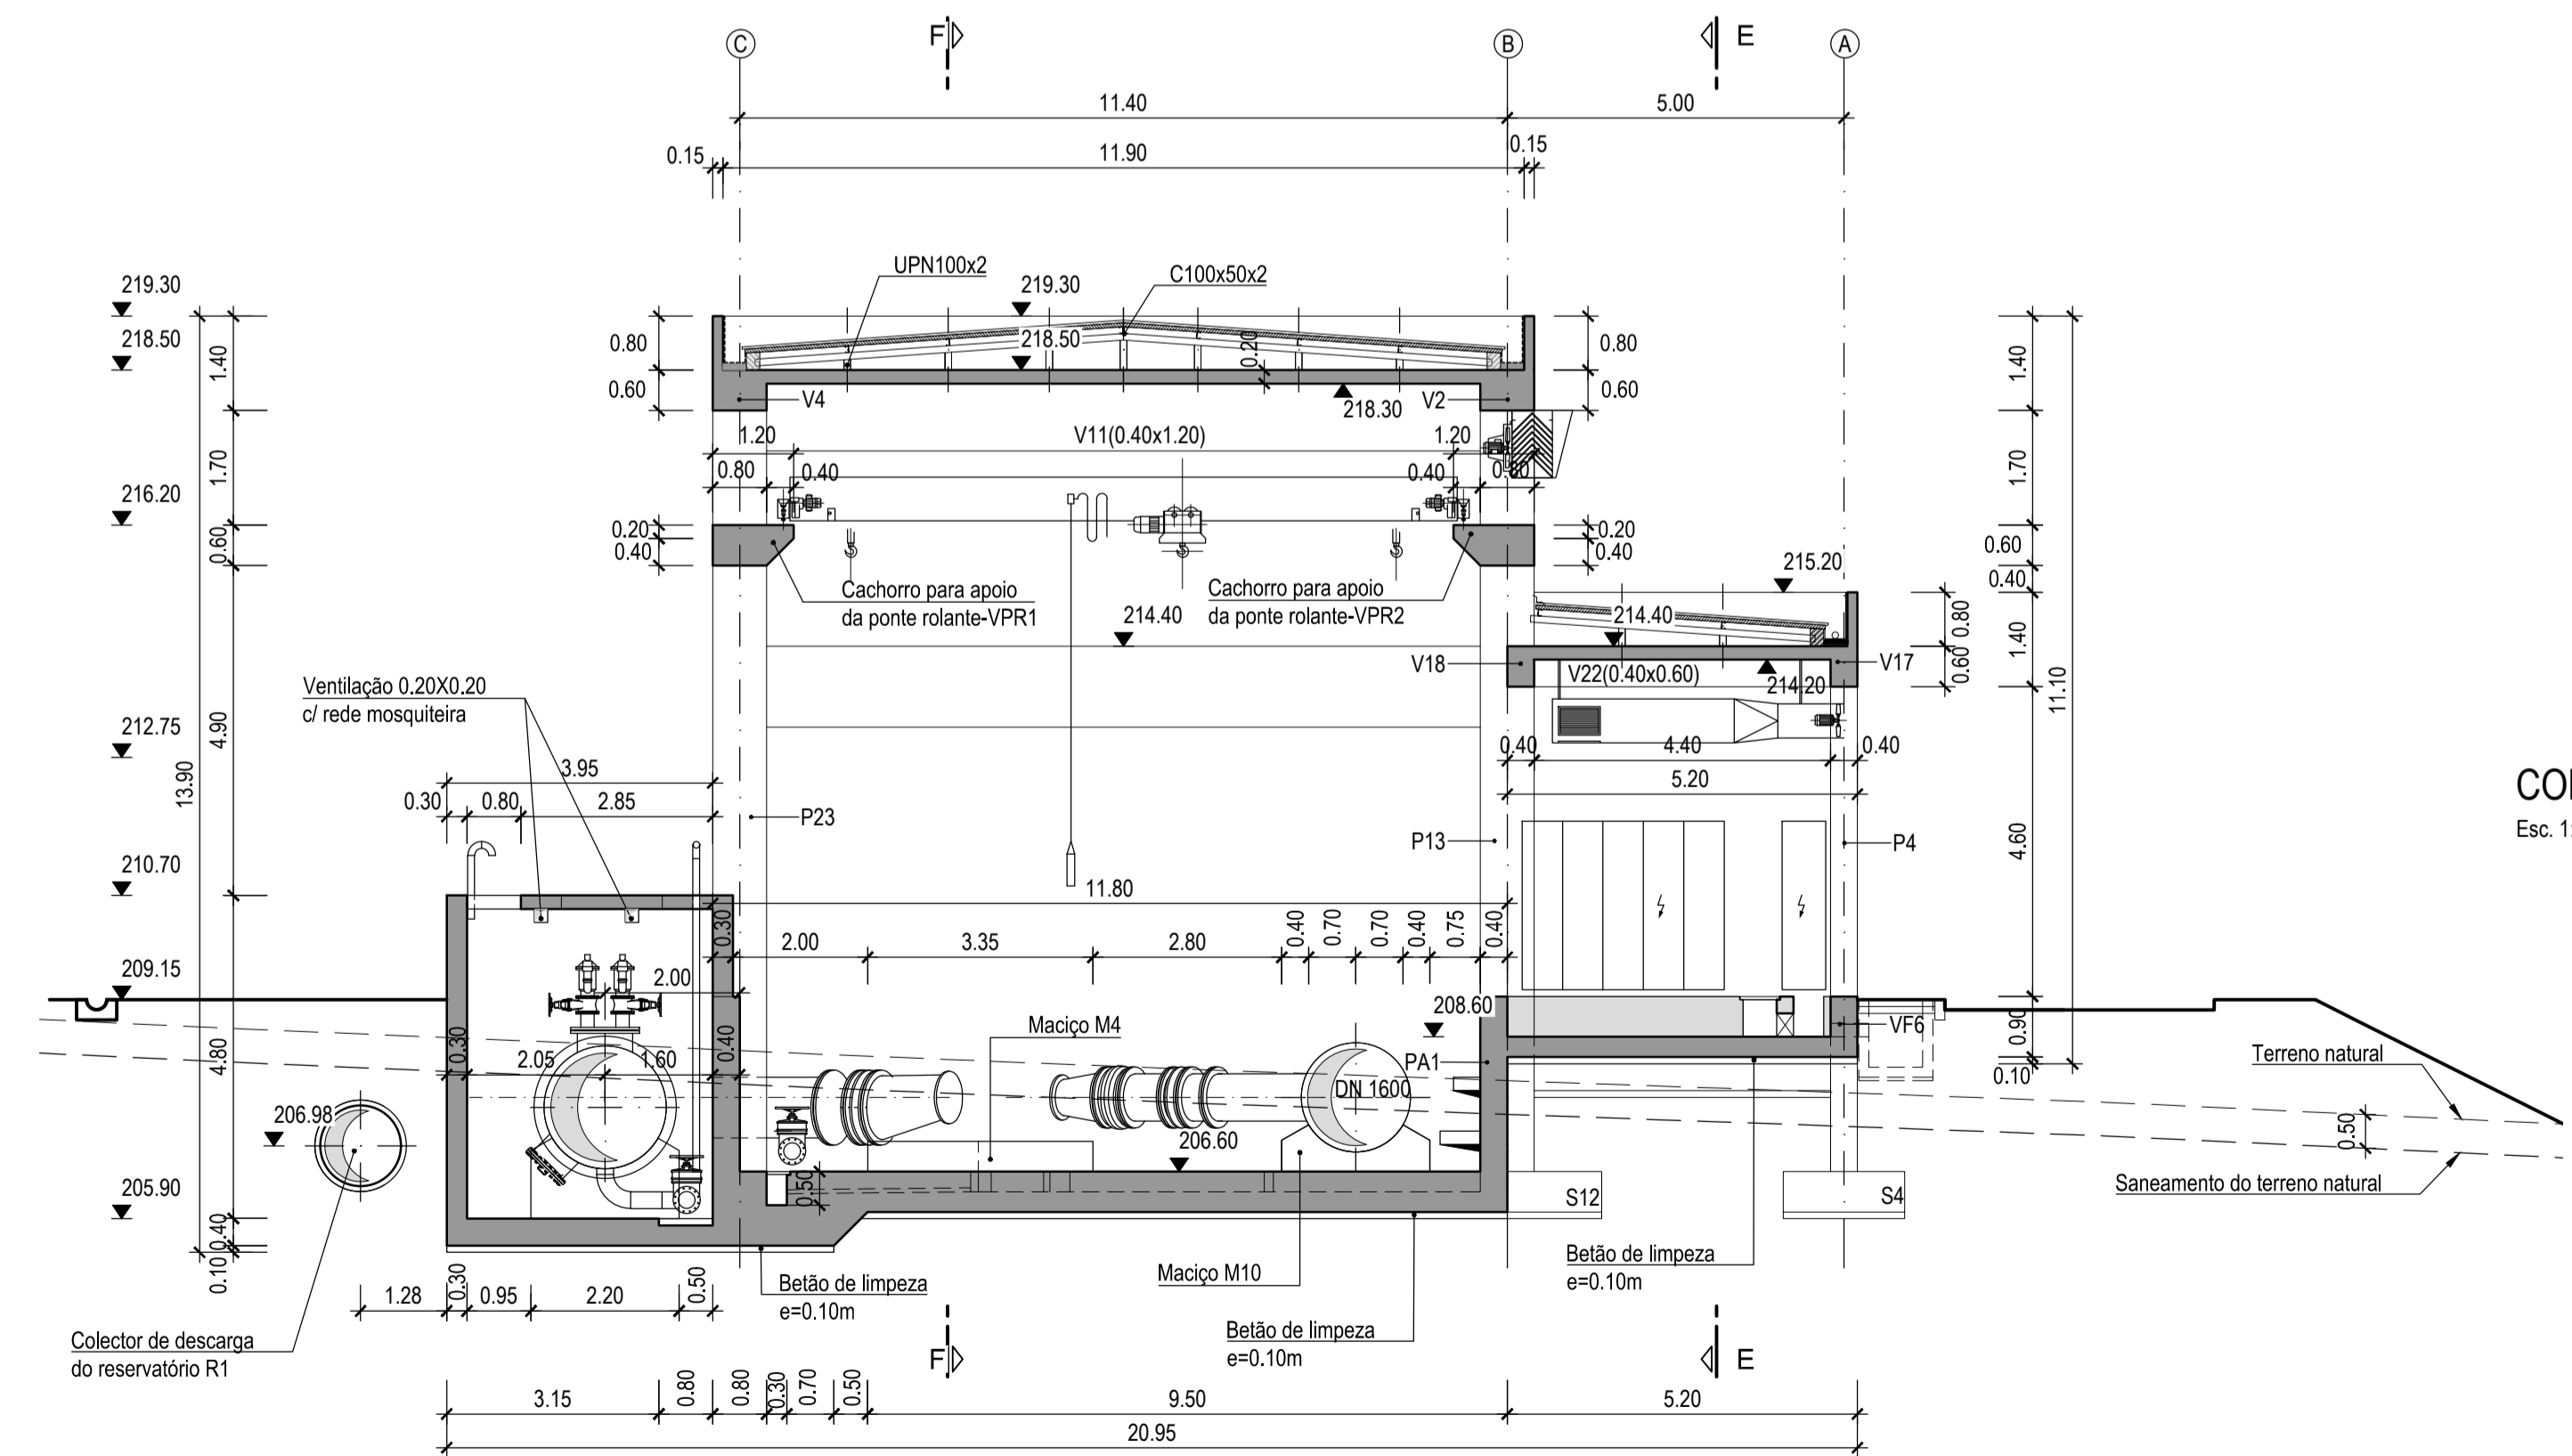 C
F
B
E
A
11.40
5.00
0.15
11.90
0.15
UPN100x2
C100x50x2
219.30
219.30
218.50
218.50
1.40
0.80
0.60
0.20
0.80
0.60
1.40
V4
V2
218.30
1.20
V11(0.40x1.20)
1.20
1.70
0.80
0.40
0.40
0.80
1.70
216.20
0.20
0.40
0.60
0.20
0.40
0.60
0.40
Cachorro para apoio
da ponte rolante-VPR1
Cachorro para apoio
da ponte rolante-VPR2
215.20
214.40
214.40
0.80
0.60
1.40
V18
V17
V22(0.40x0.60)
214.20
11.10
Ventilação 0.20X0.20
c/ rede mosquiteira
212.75
4.90
13.90
3.95
0.30
0.80
2.85
0.40
4.40
0.40
5.20
P23
P13
P4
4.60
COI
Esc. 1:
210.70
11.80
0.30
2.00
3.35
2.80
0.40
0.70
0.70
0.40
0.75
0.40
209.15
2.00
208.60
Maciço M4
0.30
2.05
1.60
0.40
4.80
PA1
DN 1600
VF6
0.90
0.10
Terreno natural
206.98
206.60
0.50
0.50
205.90
S12
S4
Saneamento do terreno natural
0.40
0.10
1.28
0.30
0.95
2.20
0.50
Betão de limpeza
e=0.10m
Maciço M10
Betão de limpeza
e=0.10m
Betão de limpeza
e=0.10m
Colector de descarga
do reservatório R1
F
E
3.15
0.80
0.80
0.30
0.70
0.50
9.50
5.20
20.95